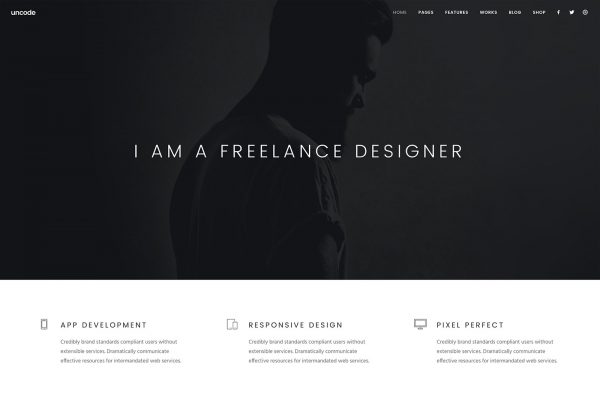 uncode
HOME PAGES FEATURES WORKS BLOG SHOP
I AM A FREELANCE DESIGNER
APP DEVELOPMENT
Credibly brand standards compliant users without
extensible services. Dramatically communicate
effective resources for intermandated web services.
RESPONSIVE DESIGN
Credibly brand standards compliant users without
extensible services. Dramatically communicate
effective resources for intermandated web services.
PIXEL PERFECT
Credibly brand standards compliant users without
extensible services. Dramatically communicate
effective resources for intermandated web services.